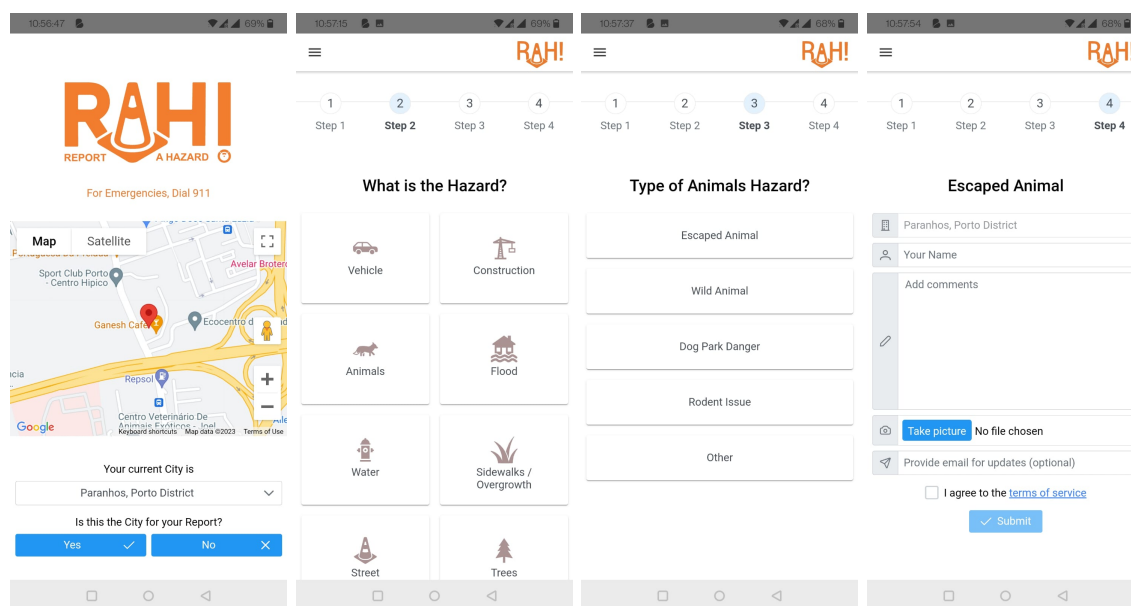 10:56:47
69%
RAH!
REPORT A HAZARD
For Emergencies, Dial 911
Map Satellite
Avelar Brotero
Sport Club Porto
- Centro Hipico
Ganesh Cafe
Ecocentro d
Repsol
Centro Veterinário De
Animais Exóticos - Joel
Google
Keyboard shortcuts Map data ©2023 Terms of Use
Your current City is
Paranhos, Porto District
Is this the City for your Report?
Yes No
10:57:15
69%
RAH!
1 2 3 4
Step 1 Step 2 Step 3 Step 4
What is the Hazard?
Vehicle Construction
Animals Flood
Water Sidewalks /
Overgrowth
Street Trees
10:57:37
68%
RAH!
1 2 3 4
Step 1 Step 2 Step 3 Step 4
Type of Animals Hazard?
Escaped Animal
Wild Animal
Dog Park Danger
Rodent Issue
Other
10:57:54
68%
RAH!
1 2 3 4
Step 1 Step 2 Step 3 Step 4
Escaped Animal
Paranhos, Porto District
Your Name
Add comments
Take picture No file chosen
Provide email for updates (optional)
I agree to the terms of service
Submit